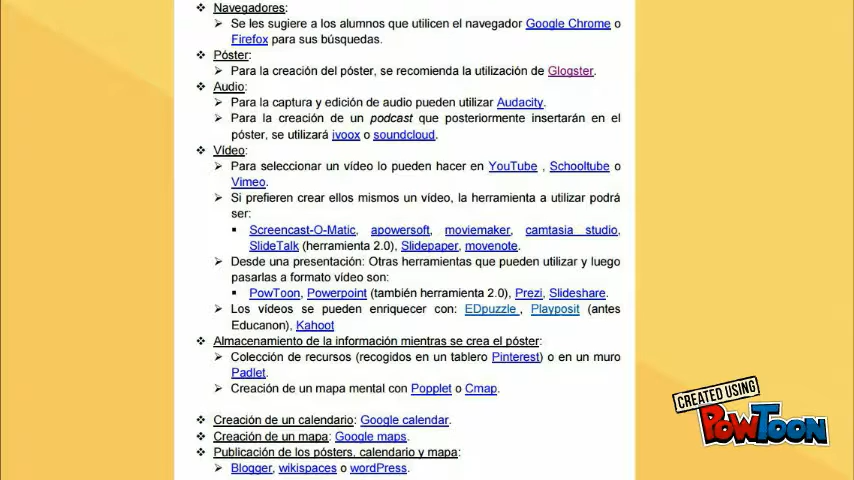 ❖ Navegadores:
➢ Se les sugiere a los alumnos que utilicen el navegador Google Chrome o
Firefox para sus búsquedas.
❖ Póster:
➢ Para la creación del póster, se recomienda la utilización de Glogster.
❖ Audio:
➢ Para la captura y edición de audio pueden utilizar Audacity.
➢ Para la creación de un podcast que posteriormente insertarán en el
póster, se utilizará ivoox o soundcloud.
❖ Vídeo:
➢ Para seleccionar un vídeo lo pueden hacer en YouTube , Schooltube o
Vimeo.
➢ Si prefieren crear ellos mismos un vídeo, la herramienta a utilizar podrá
ser:
▪ Screencast-O-Matic, apowersoft, moviemaker, camtasia studio,
SlideTalk (herramienta 2.0), Slidepaper, movenote.
➢ Desde una presentación: Otras herramientas que pueden utilizar y luego
pasarlas a formato vídeo son:
▪ PowToon, Powerpoint (también herramienta 2.0), Prezi, Slideshare.
➢ Los vídeos se pueden enriquecer con: EDpuzzle , Playposit (antes
Educanon), Kahoot
❖ Almacenamiento de la información mientras se crea el póster:
➢ Colección de recursos (recogidos en un tablero Pinterest) o en un muro
Padlet.
➢ Creación de un mapa mental con Popplet o Cmap.
❖ Creación de un calendario: Google calendar.
❖ Creación de un mapa: Google maps.
❖ Publicación de los pósters, calendario y mapa:
➢ Blogger, wikispaces o wordPress.
CREATED USING
POWTOON